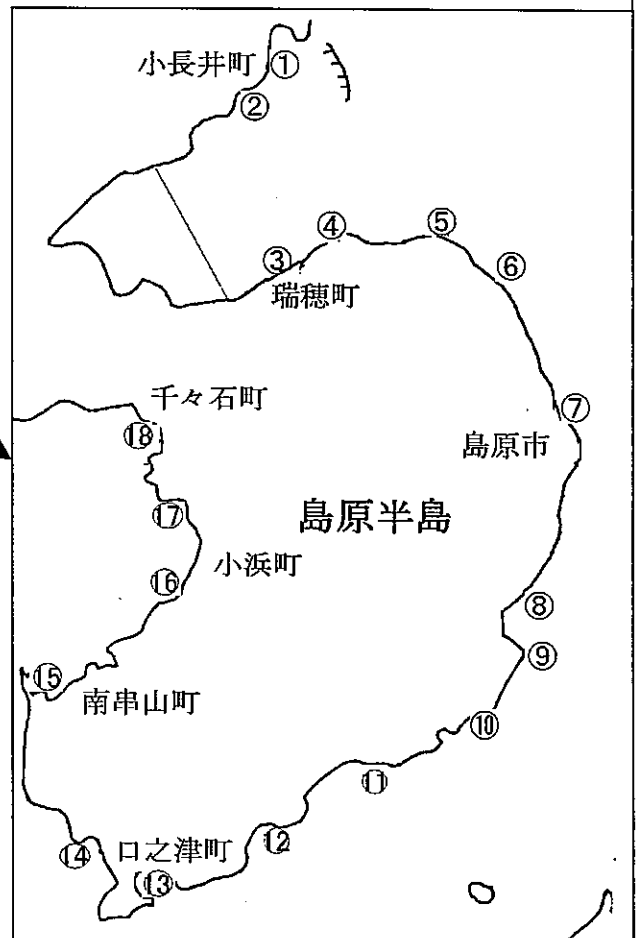 小長井町
①
②
④
⑤
③
⑥
瑞穂町
千々石町
⑦
⑱
島原市
⑰
島原半島
小浜町
⑯
⑧
⑨
⑮
南串山町
⑩
⑪
⑫
⑭
口之津町
⑬